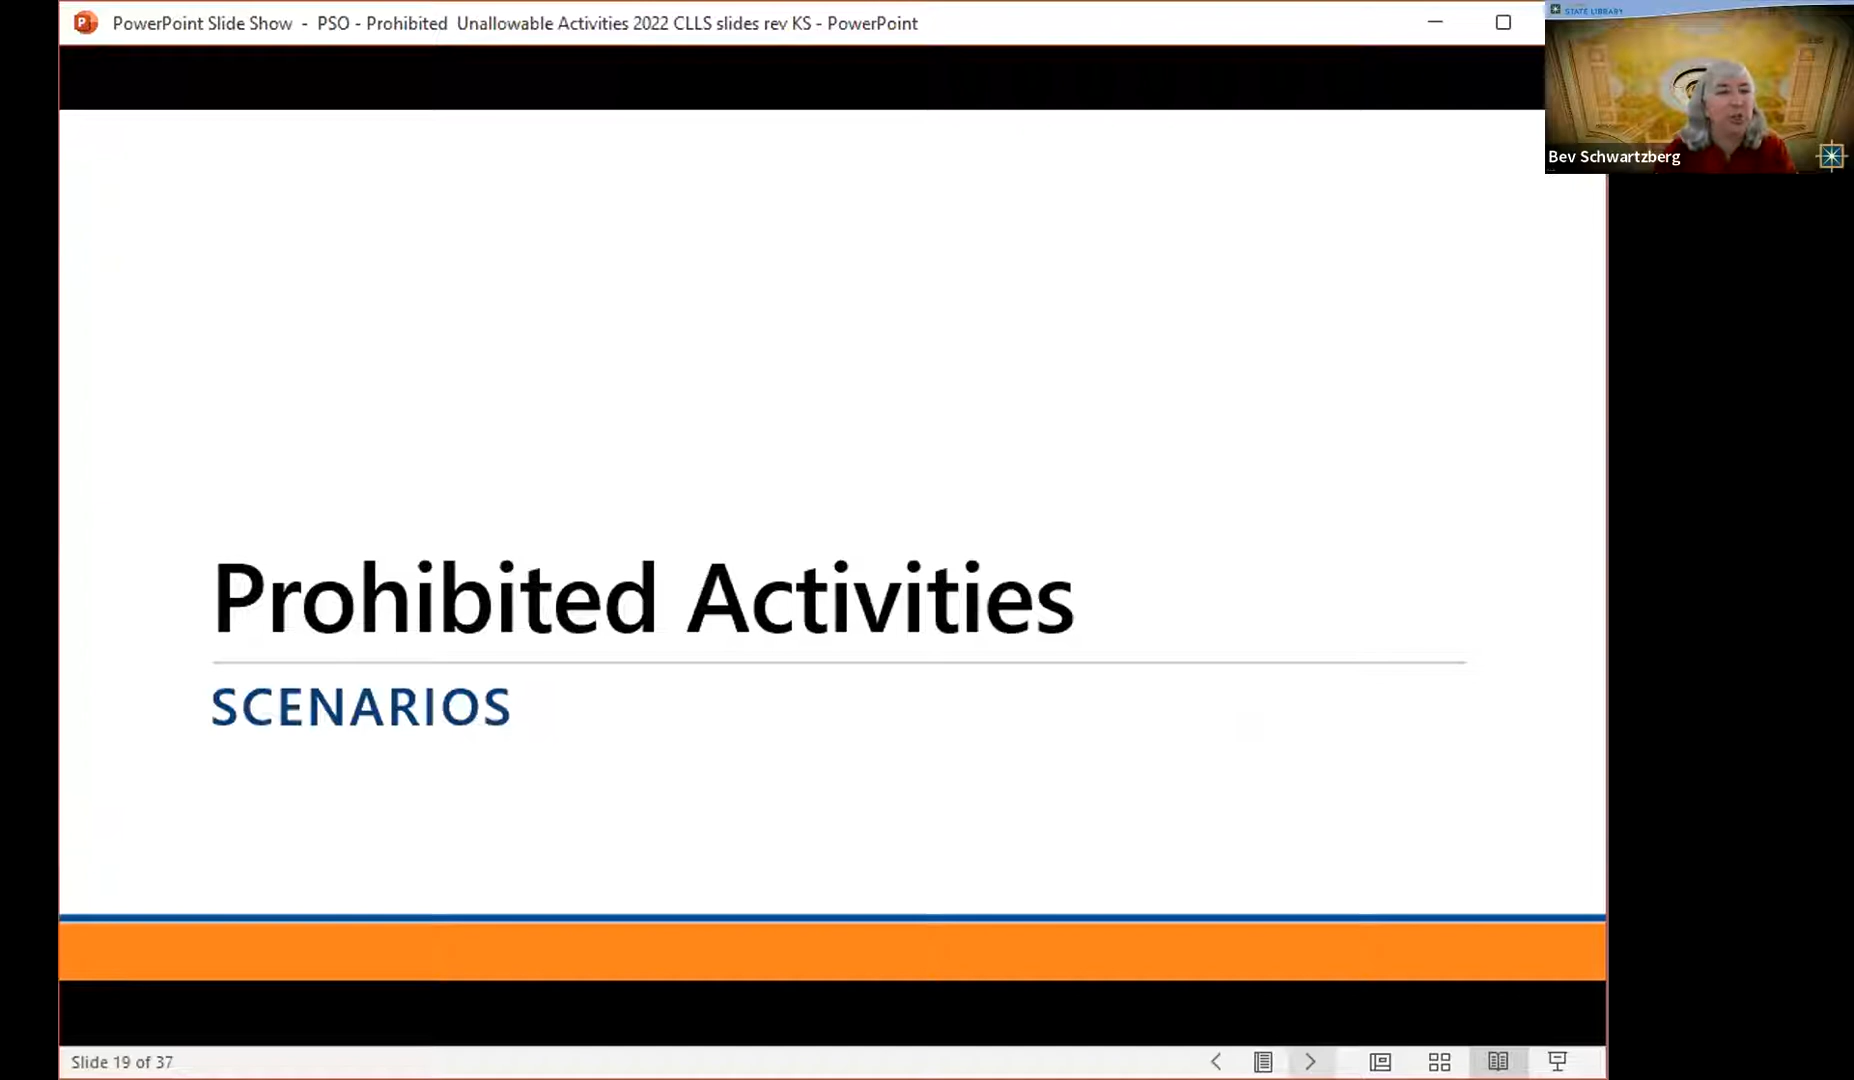 PowerPoint Slide Show - PSO - Prohibited Unallowable Activities 2022 CLLS slides rev KS - PowerPoint
STATE LIBRARY
Bev Schwartzberg
Prohibited Activities
SCENARIOS
Slide 19 of 37